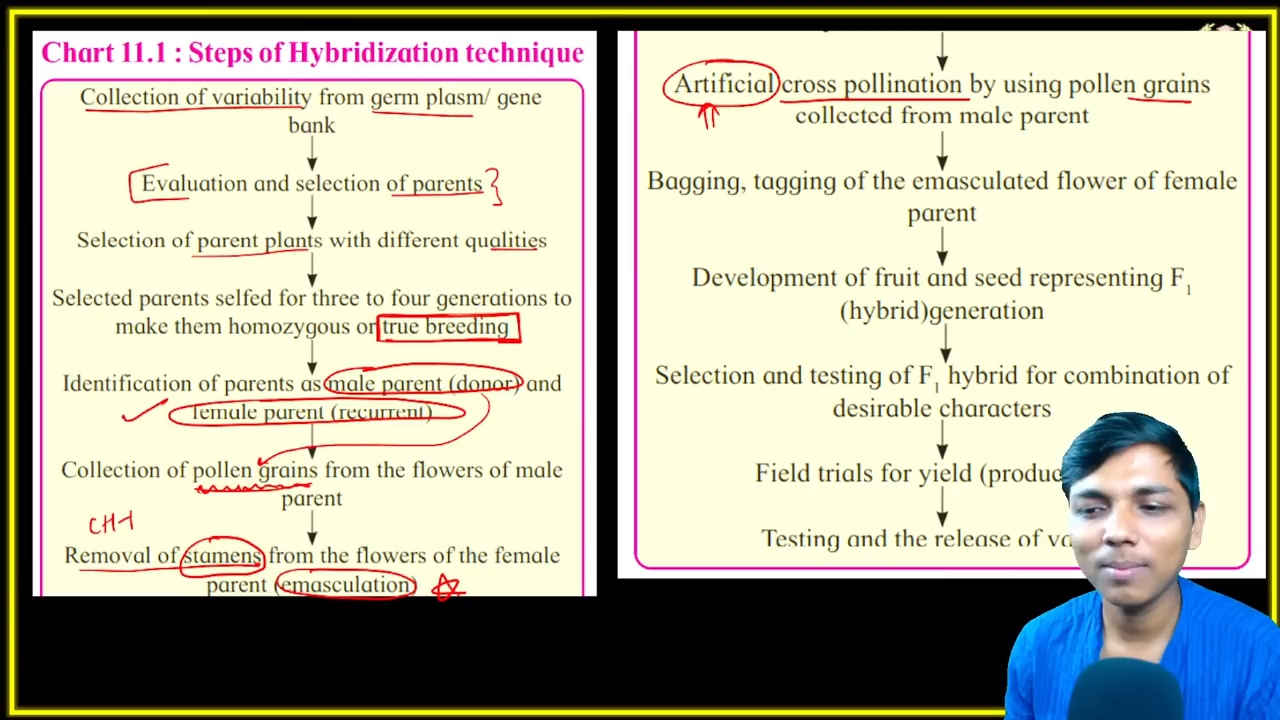 Chart 11.1 : Steps of Hybridization technique
Collection of variability from germ plasm/ gene
bank
Evaluation and selection of parents
Selection of parent plants with different qualities
Selected parents selfed for three to four generations to
make them homozygous or true breeding
Identification of parents as male parent (donor) and
female parent (recurrent)
Collection of pollen grains from the flowers of male
parent
CH-1
Removal of stamens from the flowers of the female
parent (emasculation)
Artificial cross pollination by using pollen grains
collected from male parent
Bagging, tagging of the emasculated flower of female
parent
Development of fruit and seed representing F1
(hybrid)generation
Selection and testing of F1 hybrid for combination of
desirable characters
Field trials for yield (produc
Testing and the release of va